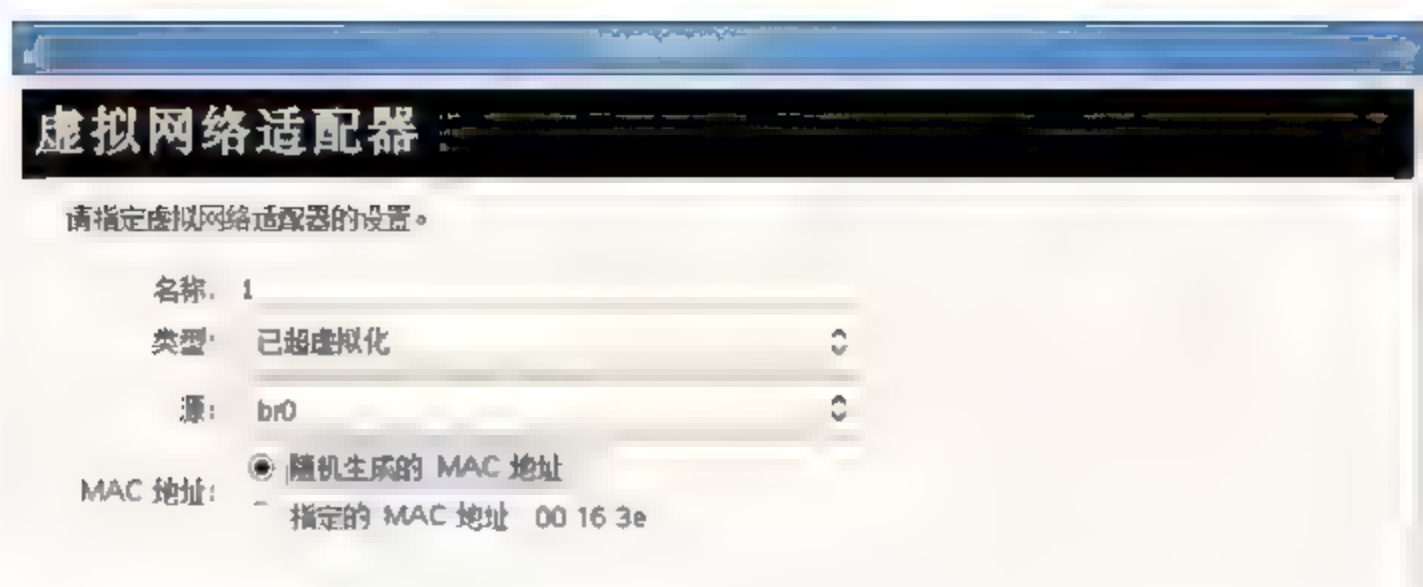 虚拟网络适配器
请指定虚拟网络适配器的设置。
名称: 1
类型: 已超虚拟化
源: br0
MAC 地址:
随机生成的 MAC 地址
指定的 MAC 地址 00 16 3e